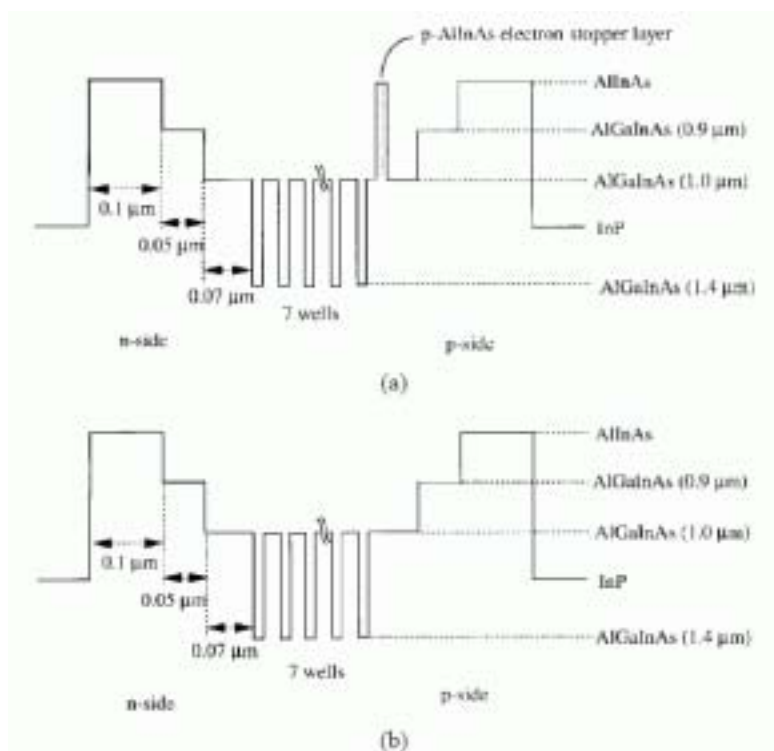 p-AlInAs electron stopper layer
AlInAs
AlGaInAs (0.9 μm)
AlGaInAs (1.0 μm)
0.1 μm
InP
0.05 μm
0.07 μm
AlGaInAs (1.4 μm)
7 wells
n-side
p-side
(a)
AlInAs
AlGaInAs (0.9 μm)
AlGaInAs (1.0 μm)
0.1 μm
InP
0.05 μm
AlGaInAs (1.4 μm)
0.07 μm
7 wells
n-side
p-side
(b)